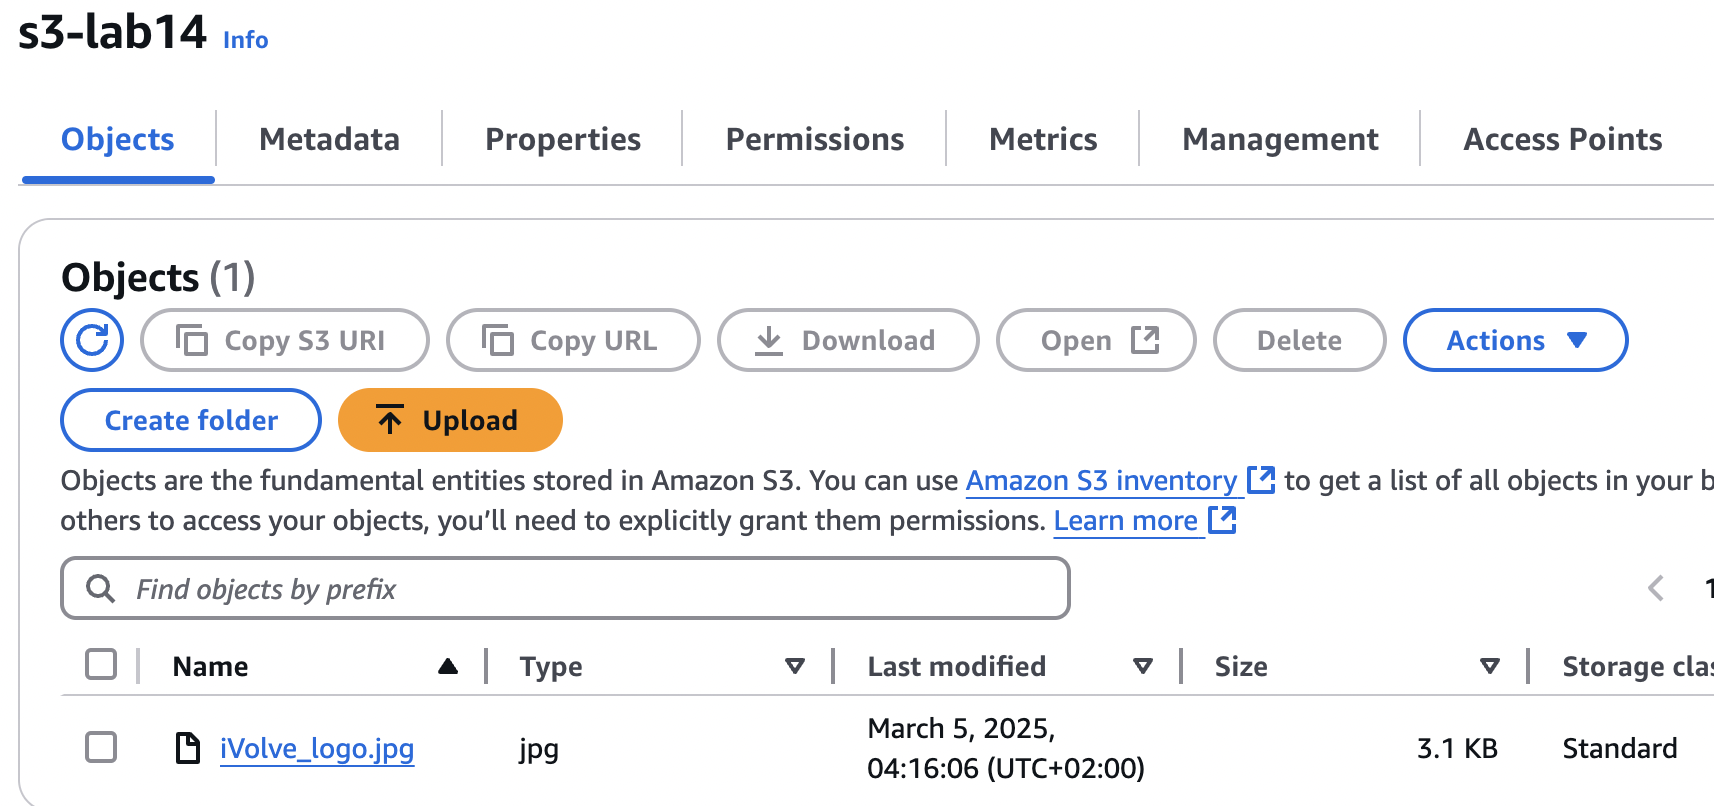 s3-lab14 Info
Objects Metadata Properties Permissions Metrics Management Access Points
Objects (1)
Copy S3 URI Copy URL Download Open Delete Actions
Create folder Upload
Objects are the fundamental entities stored in Amazon S3. You can use Amazon S3 inventory to get a list of all objects in your
others to access your objects, you’ll need to explicitly grant them permissions. Learn more
Find objects by prefix
1
Name Type Last modified Size Storage
iVolve_logo.jpg jpg March 5, 2025, 3.1 KB Standard
04:16:06 (UTC+02:00)